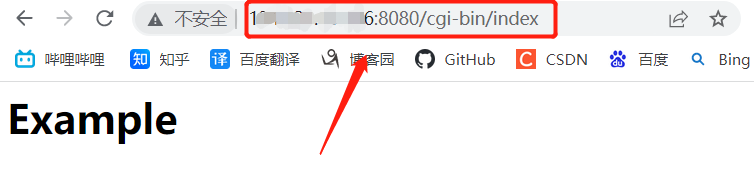 不安全 6:8080/cgi-bin/index
哔哩哔哩 知 知乎 译 百度翻译 博客园 GitHub C CSDN 百度 Bing
Example